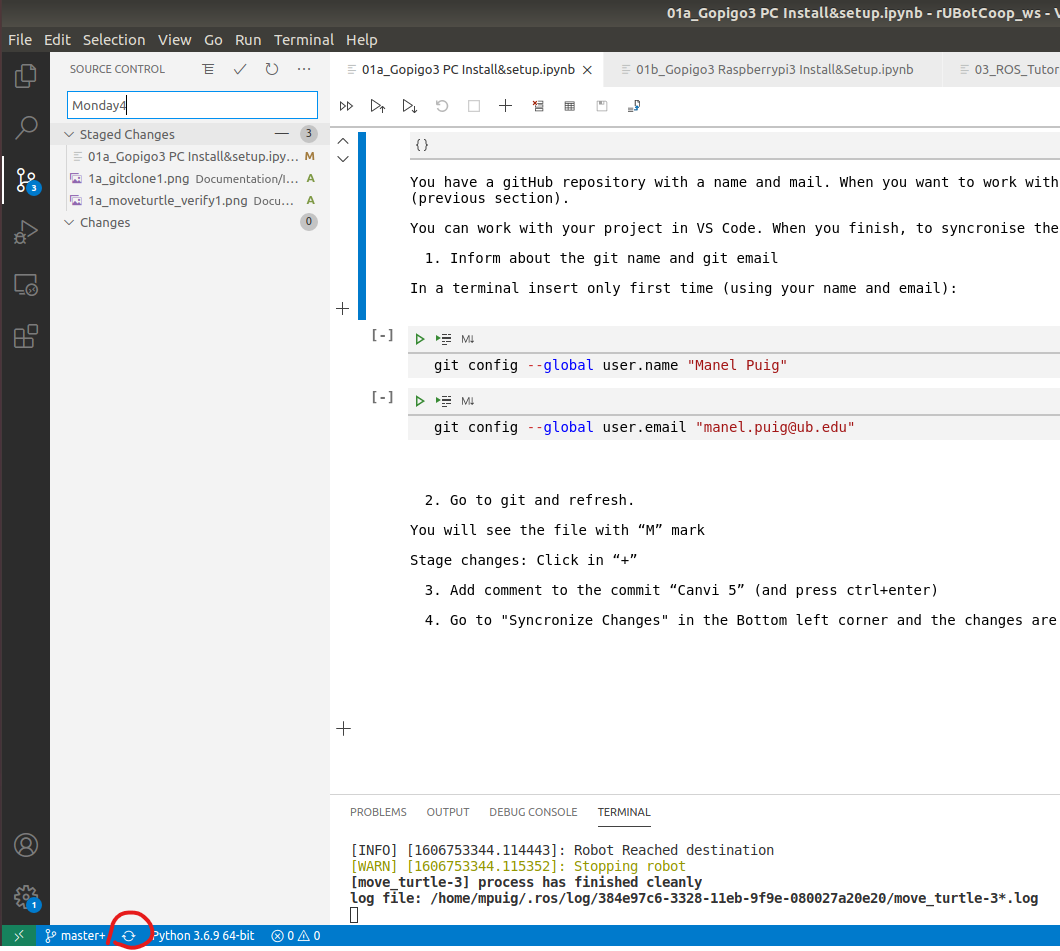 01a_Gopigo3 PC Install&setup.ipynb - rUBotCoop_ws - V
File Edit Selection View Go Run Terminal Help
SOURCE CONTROL
Monday4
Staged Changes 3
01a_Gopigo3 PC Install&setup.ipy... M
1a_gitclone1.png Documentation/I... A
1a_moveturtle_verify1.png Docu... A
Changes 0
3
1
01a_Gopigo3 PC Install&setup.ipynb
01b_Gopigo3 Raspberrypi3 Install&Setup.ipynb
03_ROS_Tutor
{}
You have a gitHub repository with a name and mail. When you want to work with
(previous section).
You can work with your project in VS Code. When you finish, to syncronise the
1. Inform about the git name and git email
In a terminal insert only first time (using your name and email):
[-]
M↓
git config --global user.name "Manel Puig"
[-]
M↓
git config --global user.email "manel.puig@ub.edu"
2. Go to git and refresh.
You will see the file with “M” mark
Stage changes: Click in “+”
3. Add comment to the commit “Canvi 5” (and press ctrl+enter)
4. Go to "Syncronize Changes" in the Bottom left corner and the changes are
PROBLEMS OUTPUT DEBUG CONSOLE TERMINAL
[INFO] [1606753344.114443]: Robot Reached destination
[WARN] [1606753344.115352]: Stopping robot
[move_turtle-3] process has finished cleanly
log file: /home/mpuig/.ros/log/384e97c6-3328-11eb-9f9e-080027a20e20/move_turtle-3*.log
master+ Python 3.6.9 64-bit 0 0